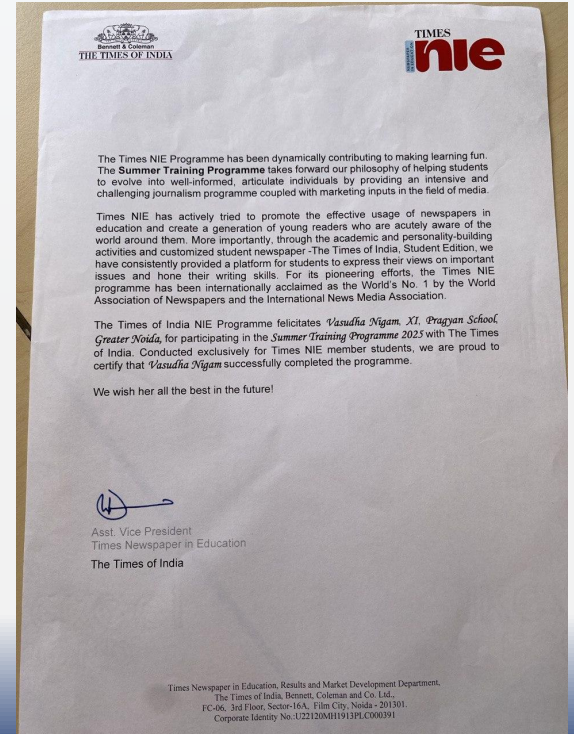 Bennett & Coleman
THE TIMES OF INDIA
TIMES
nie
NEWSPAPER
IN EDUCATION
The Times NIE Programme has been dynamically contributing to making learning fun.
The Summer Training Programme takes forward our philosophy of helping students
to evolve into well-informed, articulate individuals by providing an intensive and
challenging journalism programme coupled with marketing inputs in the field of media.
Times NIE has actively tried to promote the effective usage of newspapers in
education and create a generation of young readers who are acutely aware of the
world around them. More importantly, through the academic and personality-building
activities and customized student newspaper -The Times of India, Student Edition, we
have consistently provided a platform for students to express their views on important
issues and hone their writing skills. For its pioneering efforts, the Times NIE
programme has been internationally acclaimed as the World's No. 1 by the World
Association of Newspapers and the International News Media Association.
The Times of India NIE Programme felicitates Vasudha Nigam, XI, Pragyan School,
Greater Noida, for participating in the Summer Training Programme 2025 with The Times
of India. Conducted exclusively for Times NIE member students, we are proud to
certify that Vasudha Nigam successfully completed the programme.
We wish her all the best in the future!
Asst. Vice President
Times Newspaper in Education
The Times of India
Times Newspaper in Education, Results and Market Development Department,
The Times of India, Bennett, Coleman and Co. Ltd.,
FC-06, 3rd Floor, Sector-16A, Film City, Noida - 201301.
Corporate Identity No.:U22120MH1913PLC000391